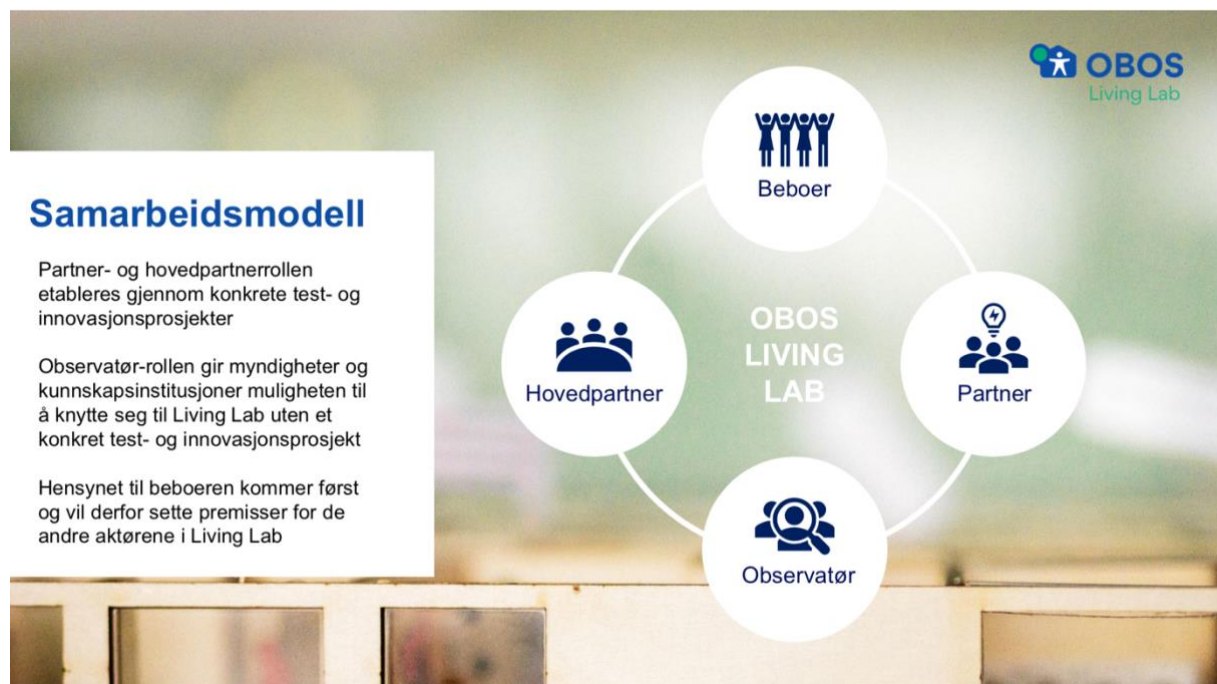 OBOS
Living Lab
Samarbeidsmodell
Partner- og hovedpartnerrollen
etableres gjennom konkrete test- og
innovasjonsprosjekter
Observatør-rollen gir myndigheter og
kunnskapsinstitusjoner muligheten til
å knytte seg til Living Lab uten et
konkret test- og innovasjonsprosjekt
Hensynet til beboeren kommer først
og vil derfor sette premisser for de
andre aktørene i Living Lab
Beboer
Hovedpartner
OBOS
LIVING
LAB
Partner
Observatør